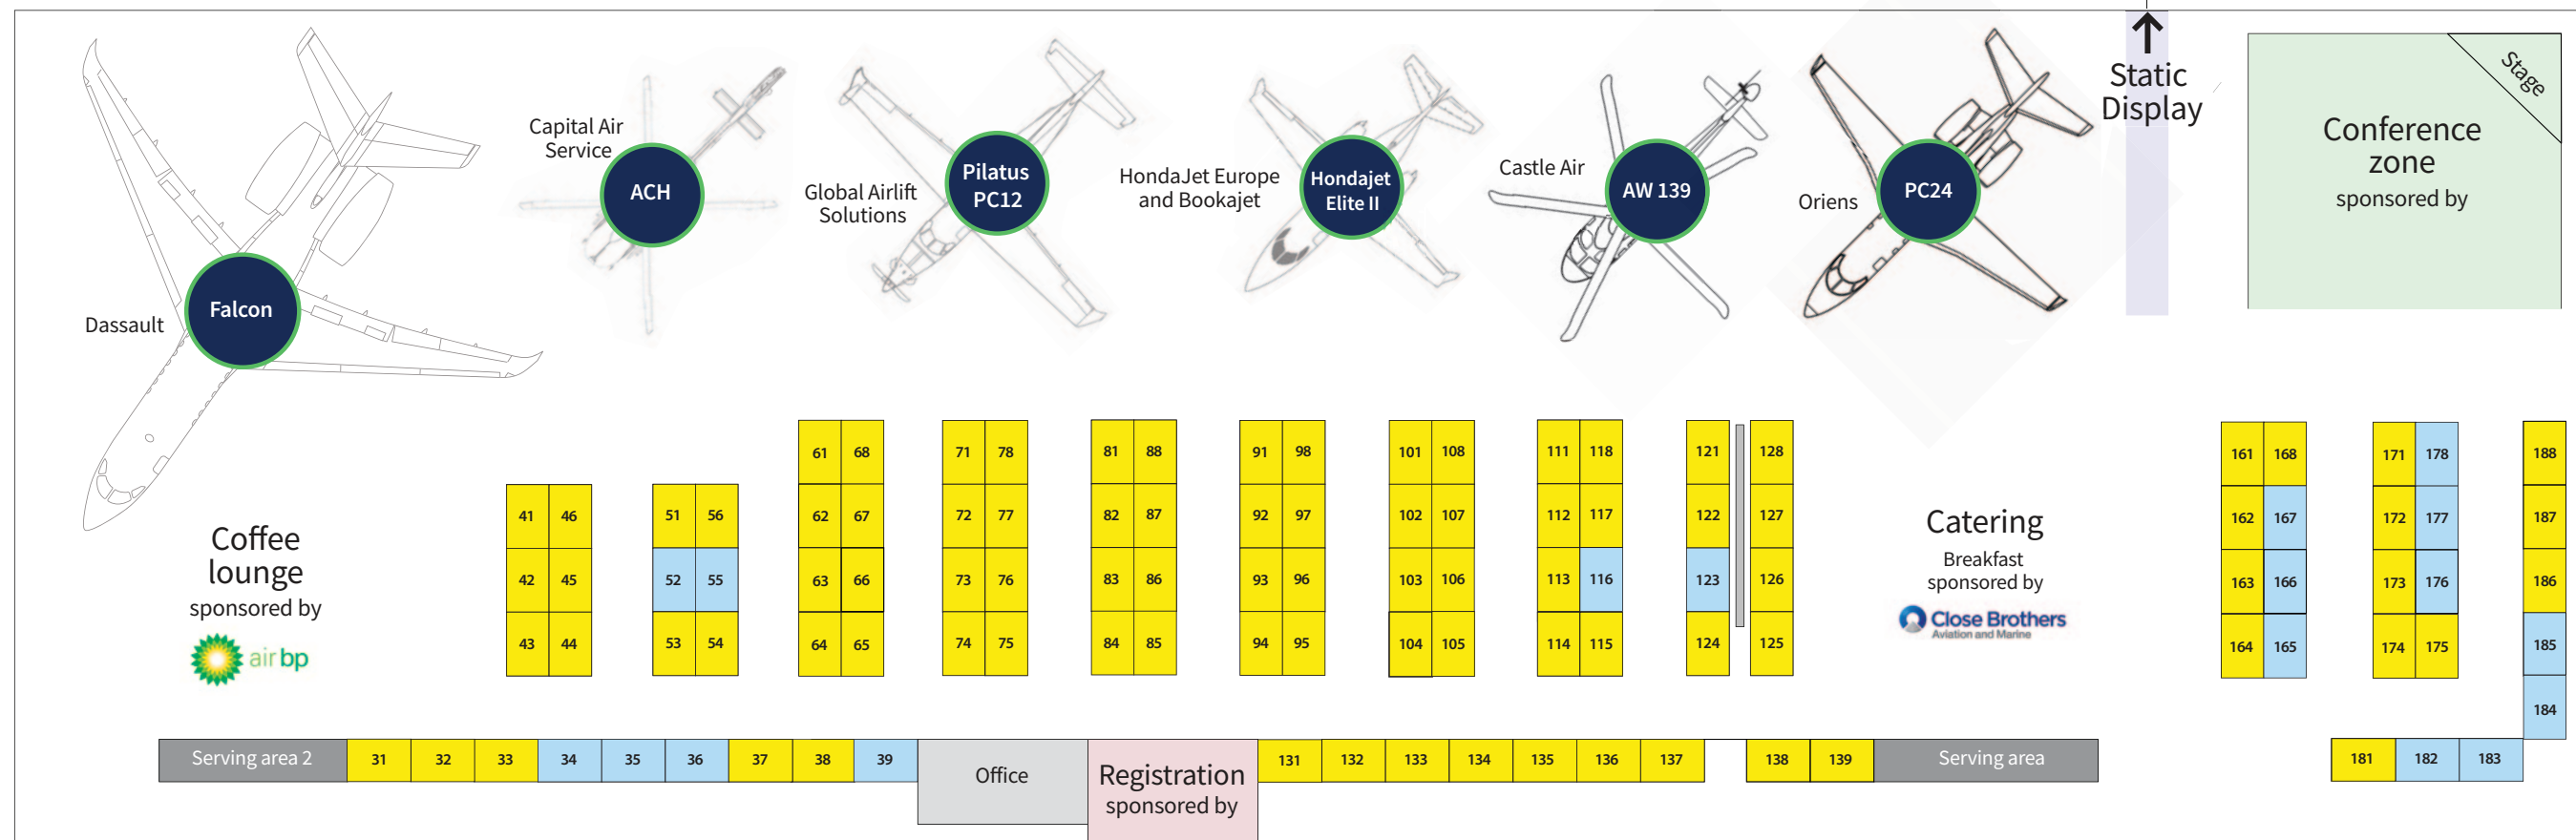 Static
Display
Stage
Conference
zone
sponsored by
Capital Air
Service
ACH
Global Airlift
Solutions
Pilatus
PC12
HondaJet Europe
and Bookajet
Hondajet
Elite II
Castle Air
AW 139
Oriens
PC24
Dassault
Falcon
Coffee
lounge
sponsored by
air bp
41 46
42 45
43 44
51 56
52 55
53 54
61 68
62 67
63 66
64 65
71 78
72 77
73 76
74 75
81 88
82 87
83 86
84 85
91 98
92 97
93 96
94 95
101 108
102 107
103 106
104 105
111 118
112 117
113 116
114 115
121 128
122 127
123 126
124 125
Catering
Breakfast
sponsored by
Close Brothers
Aviation and Marine
161 168
162 167
163 166
164 165
171 178
172 177
173 176
174 175
188
187
186
185
184
Serving area 2
31 32 33 34 35 36 37 38 39
Office
Registration
sponsored by
131 132 133 134 135 136 137
138 139
Serving area
181 182 183